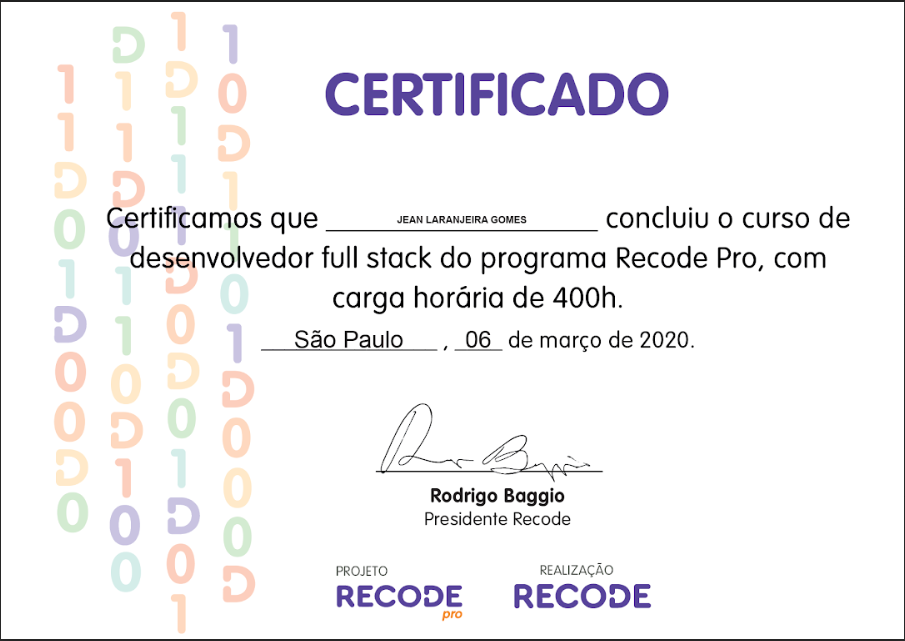 CERTIFICADO
Certificamos que JEAN LARANJEIRA GOMES concluiu o curso de
desenvolvedor full stack do programa Recode Pro, com
carga horária de 400h.
São Paulo , 06 de março de 2020.
Rodrigo Baggio
Presidente Recode
PROJETO
RECODE
pro
REALIZAÇÃO
RECODE